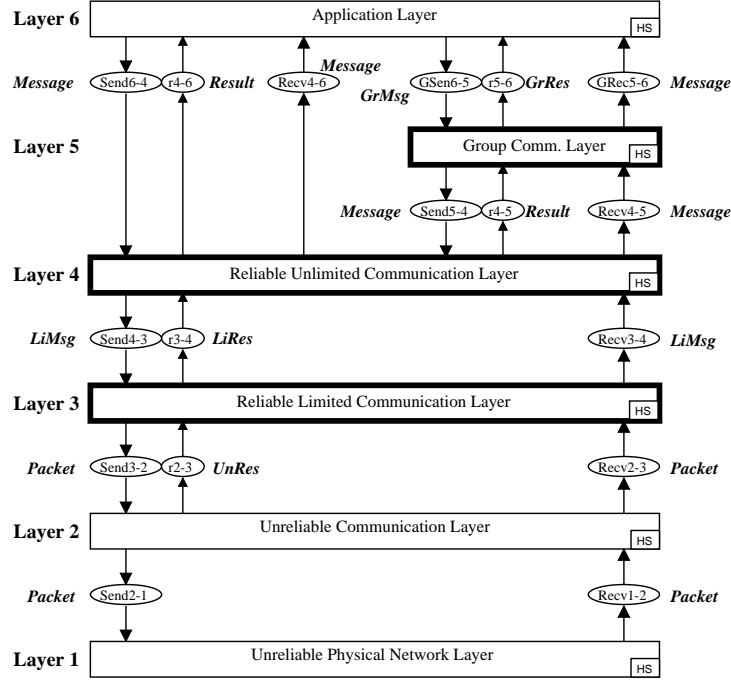 Layer 6
Application Layer
HS
Message
Send6-4
r4-6
Result
Recv4-6
Message
GrMsg
GSen6-5
r5-6
GrRes
GRec5-6
Message
Layer 5
Group Comm. Layer
HS
Message
Send5-4
r4-5
Result
Recv4-5
Message
Layer 4
Reliable Unlimited Communication Layer
HS
LiMsg
Send4-3
r3-4
LiRes
Recv3-4
LiMsg
Layer 3
Reliable Limited Communication Layer
HS
Packet
Send3-2
r2-3
UnRes
Recv2-3
Packet
Layer 2
Unreliable Communication Layer
HS
Packet
Send2-1
Recv1-2
Packet
Layer 1
Unreliable Physical Network Layer
HS